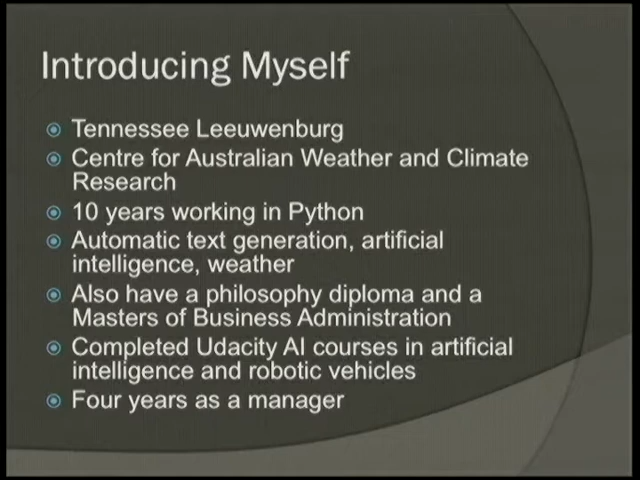 Introducing Myself
Tennessee Leeuwenburg
Centre for Australian Weather and Climate
Research
10 years working in Python
Automatic text generation, artificial
intelligence, weather
Also have a philosophy diploma and a
Masters of Business Administration
Completed Udacity AI courses in artificial
intelligence and robotic vehicles
Four years as a manager